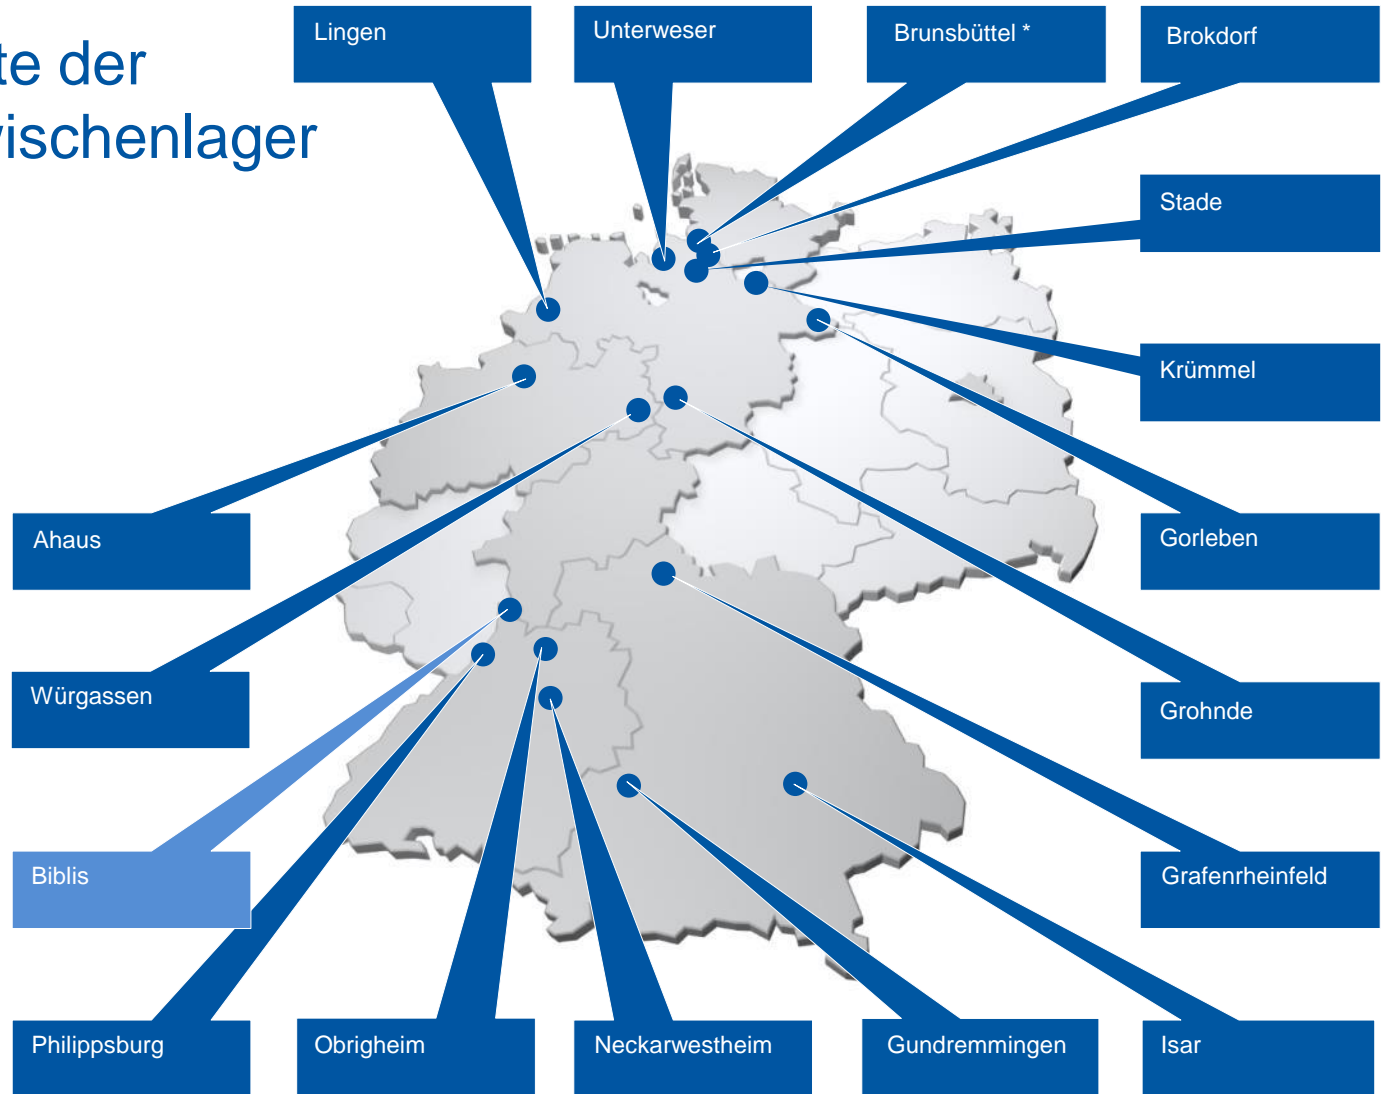 te der
vischenlager
Lingen
Unterweser
Brunsbüttel *
Brokdorf
Stade
Krümmel
Ahaus
Gorleben
Würgassen
Grohnde
Biblis
Grafenrheinfeld
Philippsburg
Obrigheim
Neckarwestheim
Gundremmingen
Isar